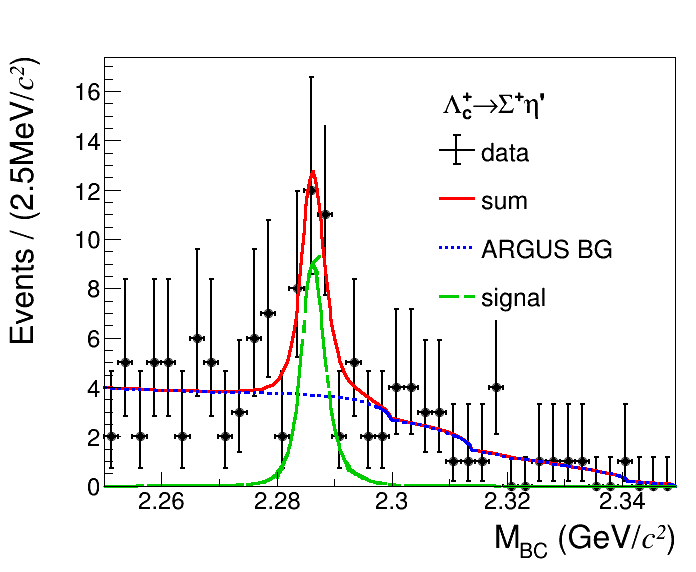 Events / (2.5MeV/c²)
16
14
12
10
8
6
4
2
0
Λc⁺→Σ⁺η'
data
sum
ARGUS BG
signal
2.26 2.28 2.3 2.32 2.34
M_BC (GeV/c²)